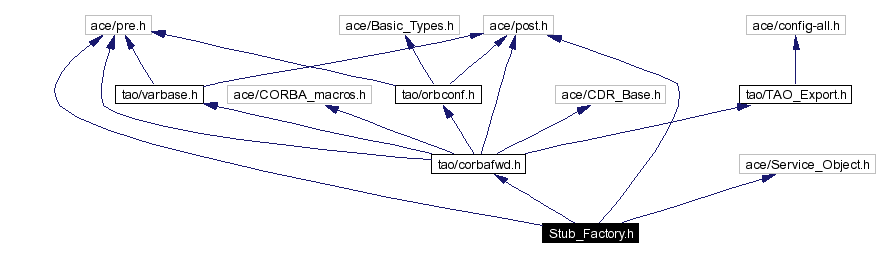 ace/pre.h
ace/Basic_Types.h
ace/post.h
ace/config-all.h
tao/varbase.h
ace/CORBA_macros.h
tao/orbconf.h
ace/CDR_Base.h
tao/TAO_Export.h
tao/corbafwd.h
ace/Service_Object.h
Stub_Factory.h